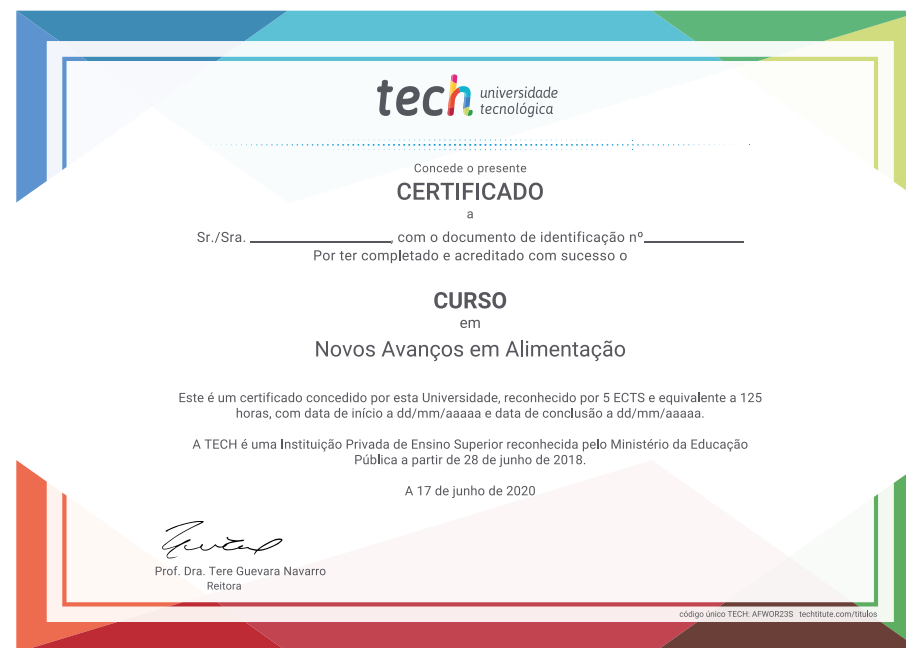 tech universidade
tecnológica
Concede o presente
CERTIFICADO
a
Sr./Sra. ____________________, com o documento de identificação nº______________
Por ter completado e acreditado com sucesso o
CURSO
em
Novos Avanços em Alimentação
Este é um certificado concedido por esta Universidade, reconhecido por 5 ECTS e equivalente a 125
horas, com data de início a dd/mm/aaaaa e data de conclusão a dd/mm/aaaaa.
A TECH é uma Instituição Privada de Ensino Superior reconhecida pelo Ministério da Educação
Pública a partir de 28 de junho de 2018.
A 17 de junho de 2020
Prof. Dra. Tere Guevara Navarro
Reitora
código único TECH: AFWOR23S techtitute.com/titulos